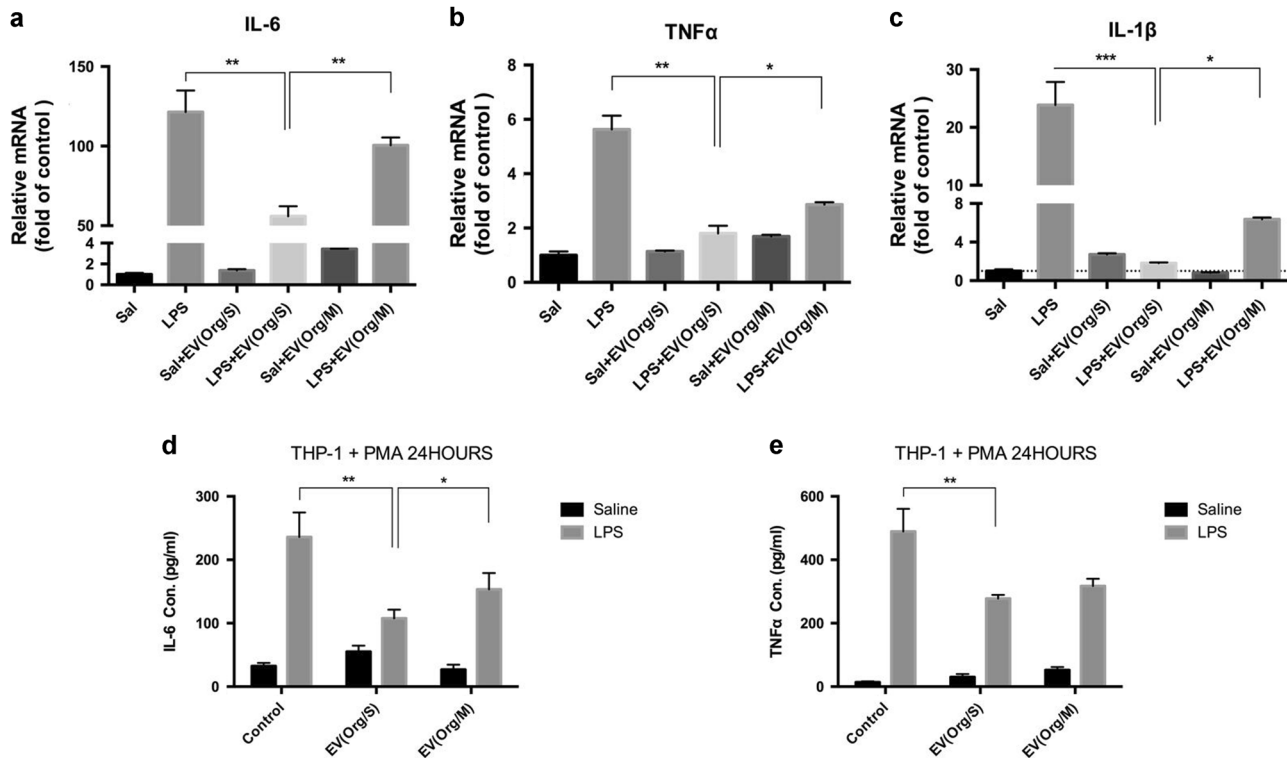 a
IL-6
Relative mRNA
(fold of control )
150
100
50
4
2
0
**
**
Sal
LPS
Sal+EV(Org/S)
LPS+EV(Org/S)
Sal+EV(Org/M)
LPS+EV(Org/M)
b
TNFα
Relative mRNA
(fold of control )
8
6
4
2
0
**
*
Sal
LPS
Sal+EV(Org/S)
LPS+EV(Org/S)
Sal+EV(Org/M)
LPS+EV(Org/M)
c
IL-1β
Relative mRNA
(fold of control )
30
20
10
8
4
0
***
*
Sal
LPS
Sal+EV(Org/S)
LPS+EV(Org/S)
Sal+EV(Org/M)
LPS+EV(Org/M)
d
THP-1 + PMA 24HOURS
IL-6 Con. (pg/ml)
300
200
100
0
**
*
Control
EV(Org/S)
EV(Org/M)
Saline
LPS
e
THP-1 + PMA 24HOURS
TNFα Con. (pg/ml)
600
400
200
0
**
Control
EV(Org/S)
EV(Org/M)
Saline
LPS